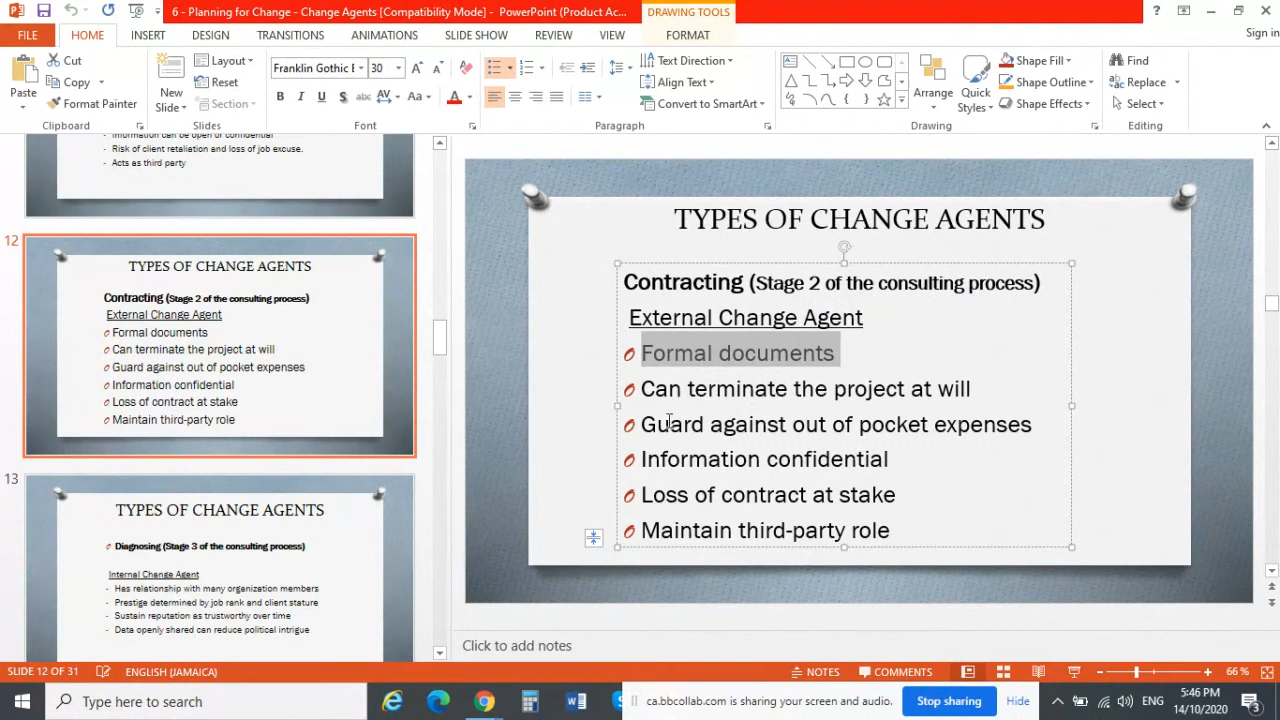 6 - Planning for Change - Change Agents [Compatibility Mode] - PowerPoint (Product Ac...
DRAWING TOOLS
?
FILE HOME INSERT DESIGN TRANSITIONS ANIMATIONS SLIDE SHOW REVIEW VIEW FORMAT
Sign in
Paste
Cut
Copy
Format Painter
Clipboard
New
Slide
Layout
Reset
Section
Slides
Franklin Gothic 30
B I U S abc AV Aa A
Font
Text Direction
Align Text
Convert to SmartArt
Paragraph
Arrange
Quick
Styles
Shape Fill
Shape Outline
Shape Effects
Drawing
Find
Replace
Select
Editing
Information can be open or confidential
- Risk of client retaliation and loss of job excuse.
- Acts as third party
12
TYPES OF CHANGE AGENTS
Contracting (Stage 2 of the consulting process)
External Change Agent
Formal documents
Can terminate the project at will
Guard against out of pocket expenses
Information confidential
Loss of contract at stake
Maintain third-party role
13
TYPES OF CHANGE AGENTS
Diagnosing (Stage 3 of the consulting process)
Internal Change Agent
- Has relationship with many organization members
- Prestige determined by job rank and client stature
- Sustain reputation as trustworthy over time
- Data openly shared can reduce political intrigue
TYPES OF CHANGE AGENTS
Contracting (Stage 2 of the consulting process)
External Change Agent
Formal documents
Can terminate the project at will
Guard against out of pocket expenses
Information confidential
Loss of contract at stake
Maintain third-party role
Click to add notes
SLIDE 12 OF 31 ENGLISH (JAMAICA) NOTES COMMENTS 66 %
Type here to search
ca.bbcollab.com is sharing your screen and audio.
Stop sharing
Hide
ENG
5:46 PM
14/10/2020
3